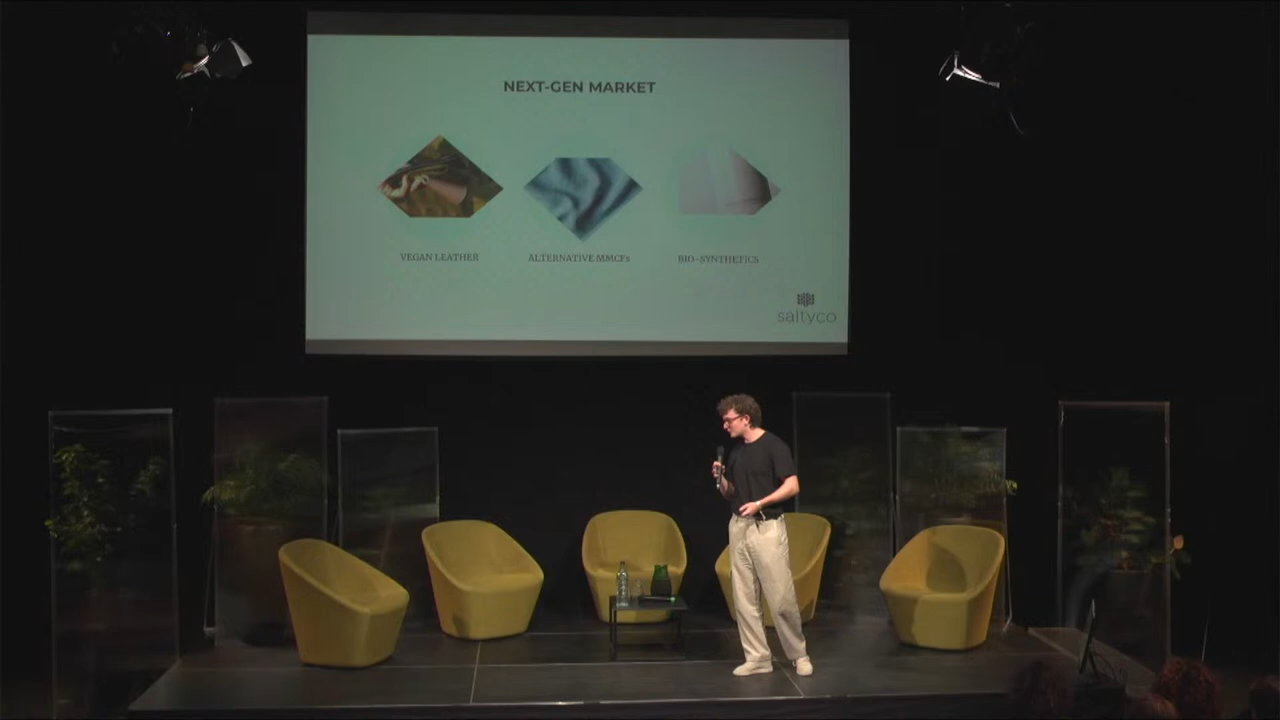 NEXT-GEN MARKET
VEGAN LEATHER
ALTERNATIVE MMCFs
BIO-SYNTHETICS
saltyco